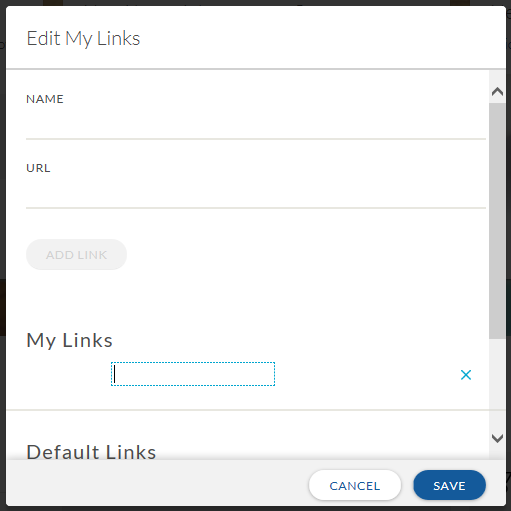 Edit My Links
NAME
URL
ADD LINK
My Links
Default Links
CANCEL
SAVE